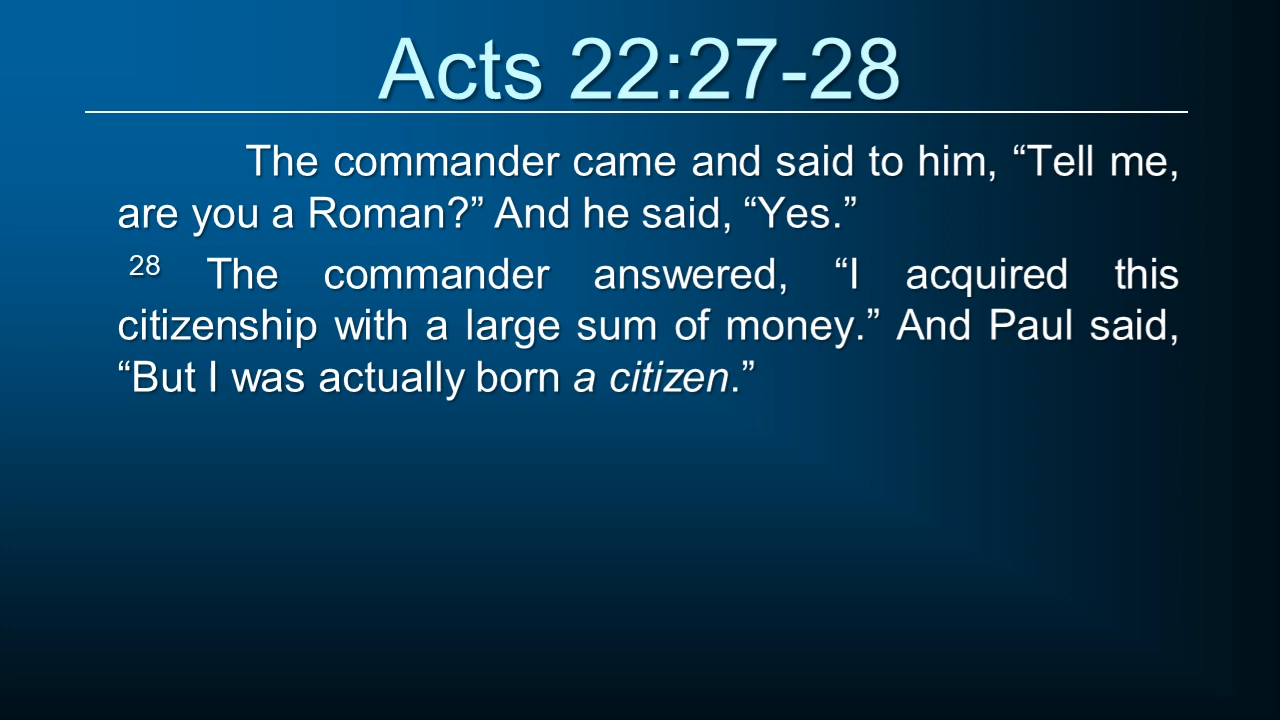 Acts 22:27-28
The commander came and said to him, “Tell me,
are you a Roman?” And he said, “Yes.”
28 The commander answered, “I acquired this
citizenship with a large sum of money.” And Paul said,
“But I was actually born a citizen.”